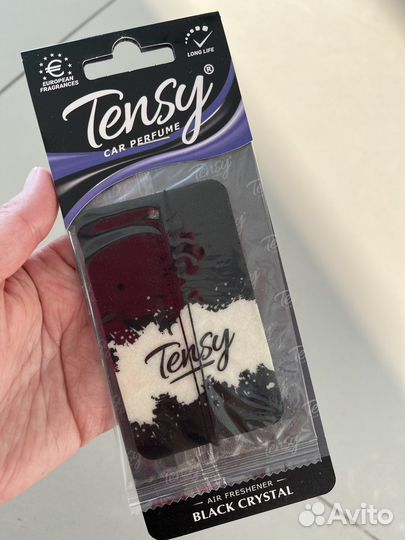 EUROPEAN
FRAGRANCES
LONG LIFE
Tensy®
CAR PERFUME
Tensy
AIR FRESHENER
BLACK CRYSTAL
Avito